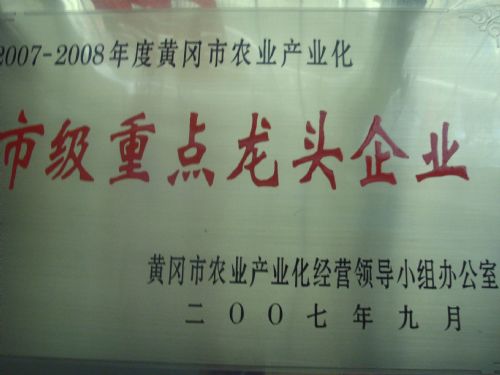 2007-2008年度黄冈市农业产业化
市级重点龙头企业
黄冈市农业产业化经营领导小组办公室
二〇〇七年九月